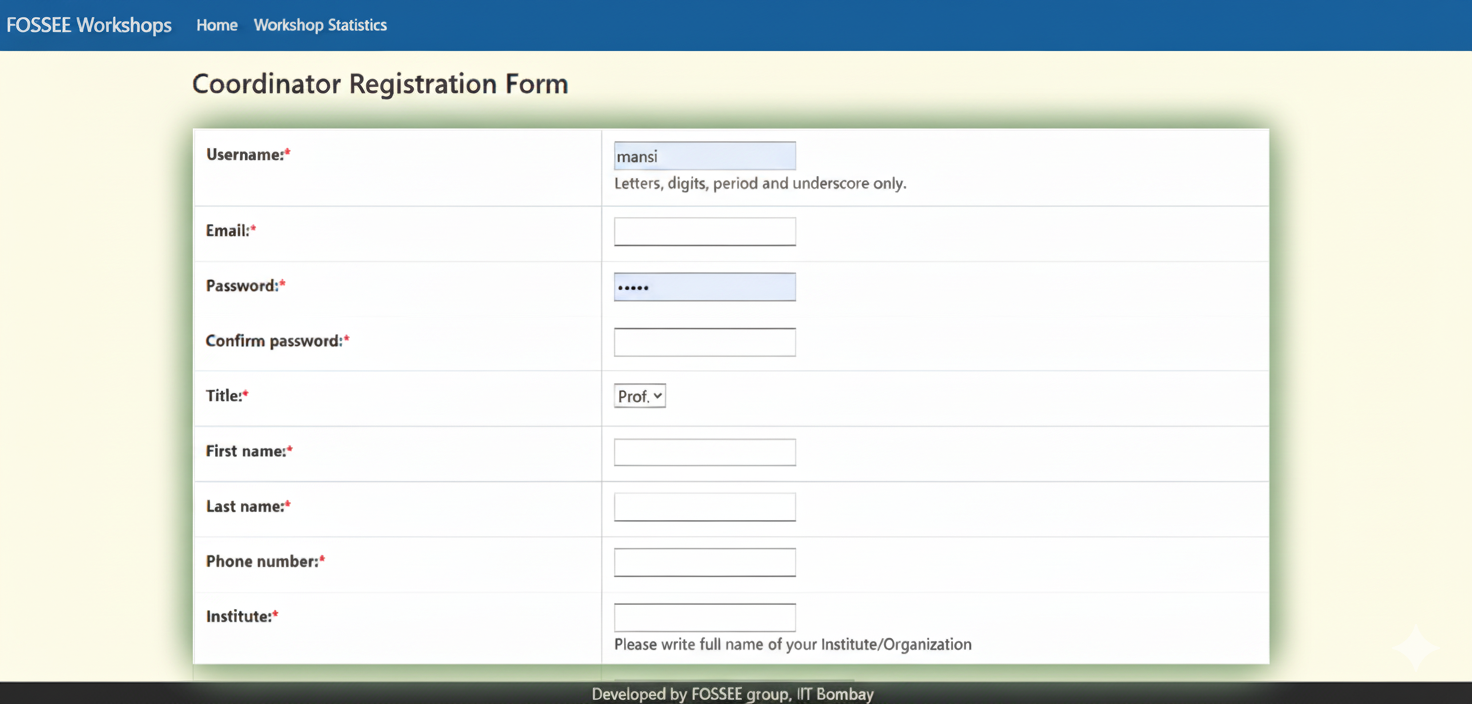 FOSSEE Workshops Home Workshop Statistics
Coordinator Registration Form
Username:* mansi
Letters, digits, period and underscore only.
Email:*
Password:* •••••
Confirm password:*
Title:* Prof.
First name:*
Last name:*
Phone number:*
Institute:*
Please write full name of your Institute/Organization
Developed by FOSSEE group, IIT Bombay